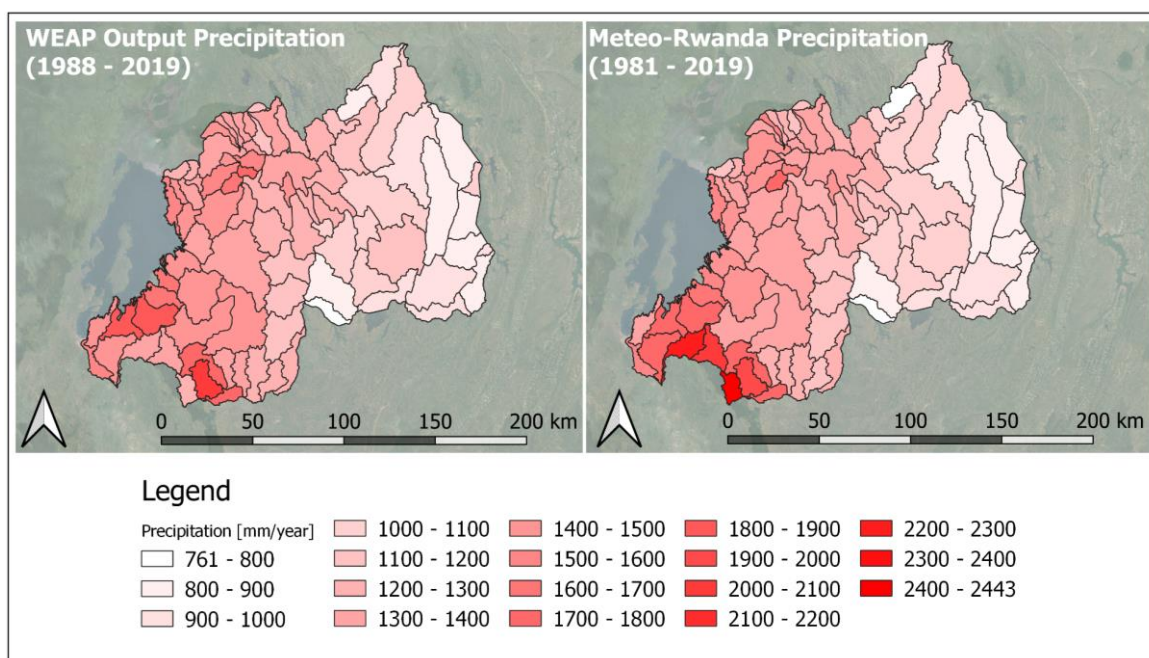 WEAP Output Precipitation
(1988 - 2019)
Meteo-Rwanda Precipitation
(1981 - 2019)
0 50 100 150 200 km
0 50 100 150 200 km
Legend
Precipitation [mm/year]
761 - 800
800 - 900
900 - 1000
1000 - 1100
1100 - 1200
1200 - 1300
1300 - 1400
1400 - 1500
1500 - 1600
1600 - 1700
1700 - 1800
1800 - 1900
1900 - 2000
2000 - 2100
2100 - 2200
2200 - 2300
2300 - 2400
2400 - 2443